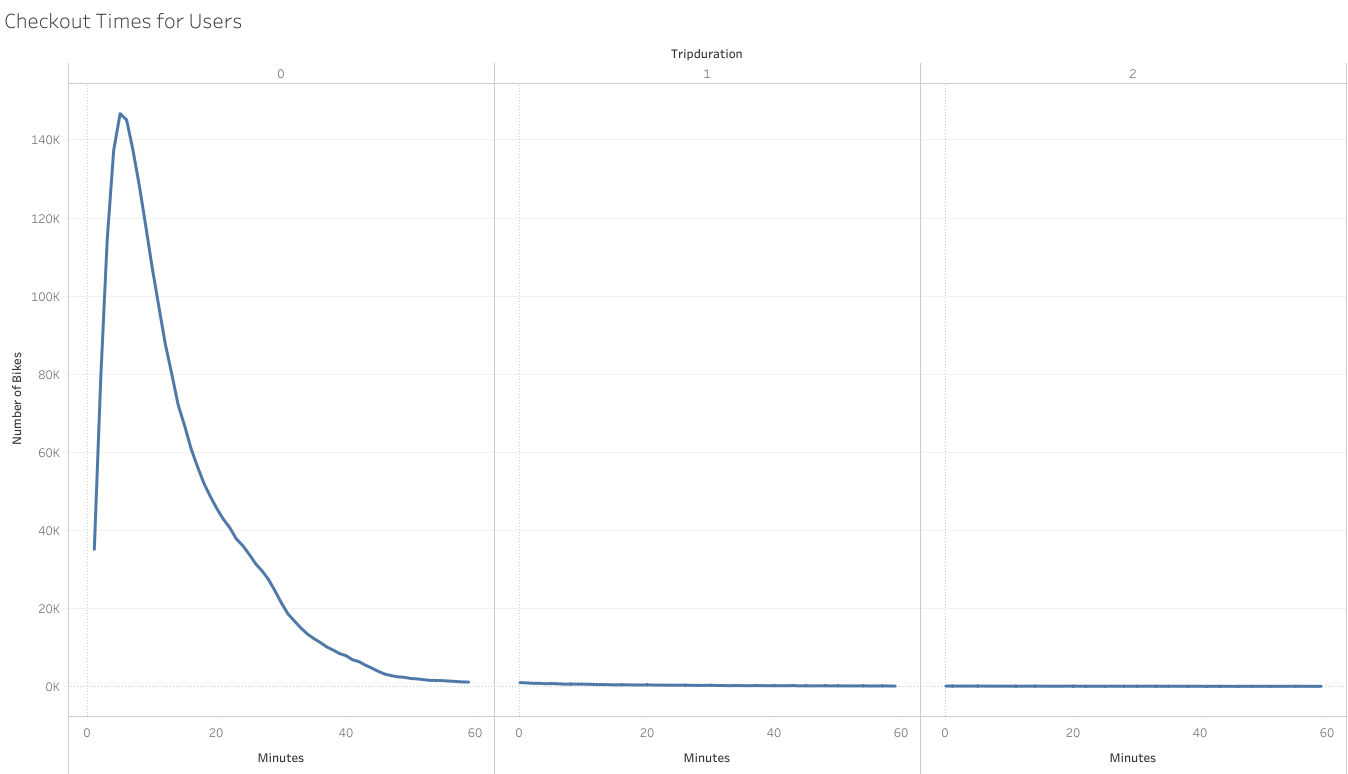 Checkout Times for Users
Tripduration
0 1 2
140K
120K
100K
80K
60K
40K
20K
0K
Number of Bikes
0 20 40 60 0 20 40 60 0 20 40 60
Minutes Minutes Minutes